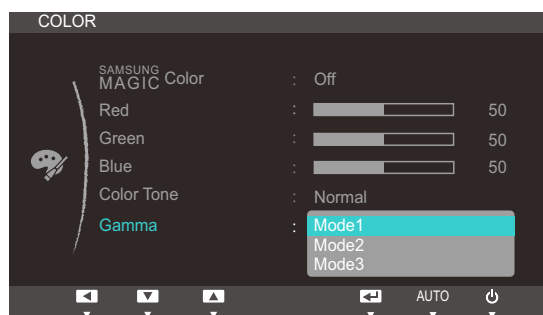 COLOR
SAMSUNG MAGIC Color : Off
Red : 50
Green : 50
Blue : 50
Color Tone : Normal
Gamma : Mode1
Mode2
Mode3
AUTO